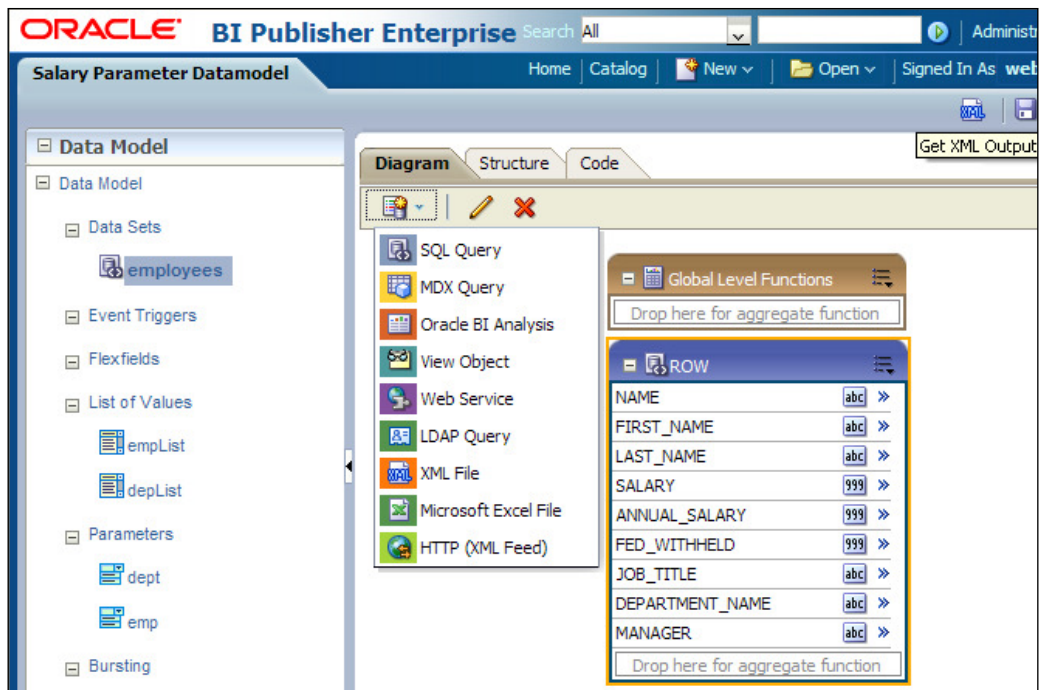 ORACLE BI Publisher Enterprise Search All Administr
Salary Parameter Datamodel Home Catalog New Open Signed In As web
XML
Get XML Output
Data Model
Data Model
Data Sets
employees
Event Triggers
Flexfields
List of Values
empList
depList
Parameters
dept
emp
Bursting
Diagram Structure Code
SQL Query
MDX Query
Oracle BI Analysis
View Object
Web Service
LDAP Query
XML File
Microsoft Excel File
HTTP (XML Feed)
Global Level Functions
Drop here for aggregate function
ROW
NAME abc
FIRST_NAME abc
LAST_NAME abc
SALARY 999
ANNUAL_SALARY 999
FED_WITHHELD 999
JOB_TITLE abc
DEPARTMENT_NAME abc
MANAGER abc
Drop here for aggregate function